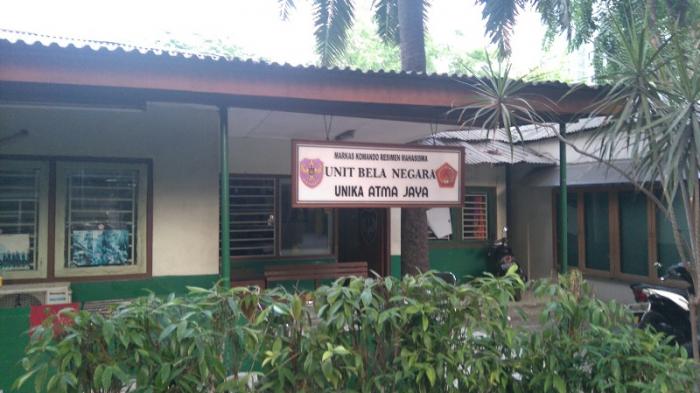 MARKAS KOMANDO RESIMEN MAHASISWA
UNIT BELA NEGARA
UNIKA ATMA JAYA